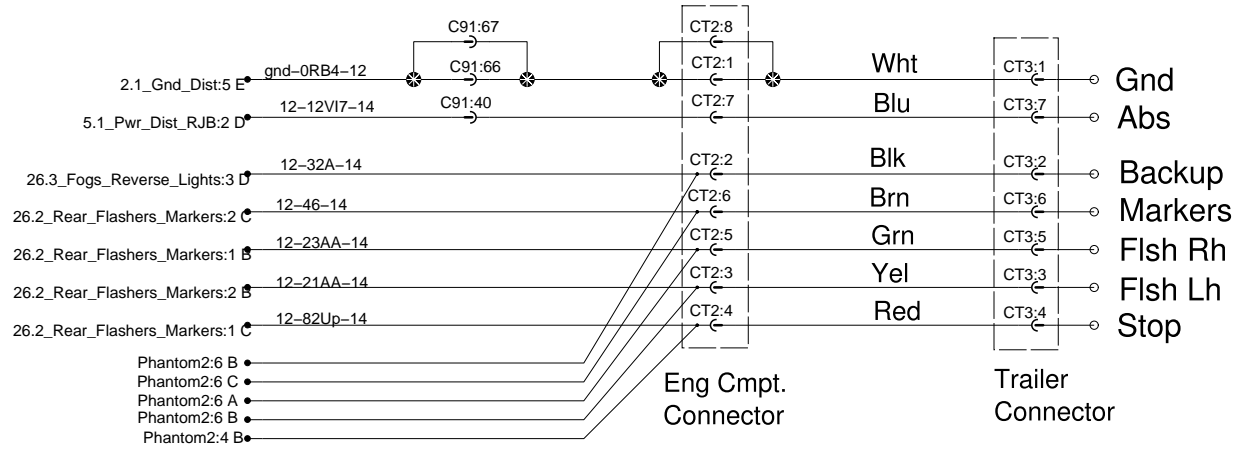 C91:67 CT2:8
2.1_Gnd_Dist:5 E gnd-0RB4-12 C91:66 CT2:1 Wht CT3:1 Gnd
5.1_Pwr_Dist_RJB:2 D 12-12VI7-14 C91:40 CT2:7 Blu CT3:7 Abs
26.3_Fogs_Reverse_Lights:3 D 12-32A-14 CT2:2 Blk CT3:2 Backup
26.2_Rear_Flashers_Markers:2 C 12-46-14 CT2:6 Brn CT3:6 Markers
26.2_Rear_Flashers_Markers:1 B 12-23AA-14 CT2:5 Grn CT3:5 Flsh Rh
26.2_Rear_Flashers_Markers:2 B 12-21AA-14 CT2:3 Yel CT3:3 Flsh Lh
26.2_Rear_Flashers_Markers:1 C 12-82Up-14 CT2:4 Red CT3:4 Stop
Phantom2:6 B
Phantom2:6 C
Phantom2:6 A
Phantom2:6 B
Phantom2:4 B
Eng Cmpt.
Connector
Trailer
Connector